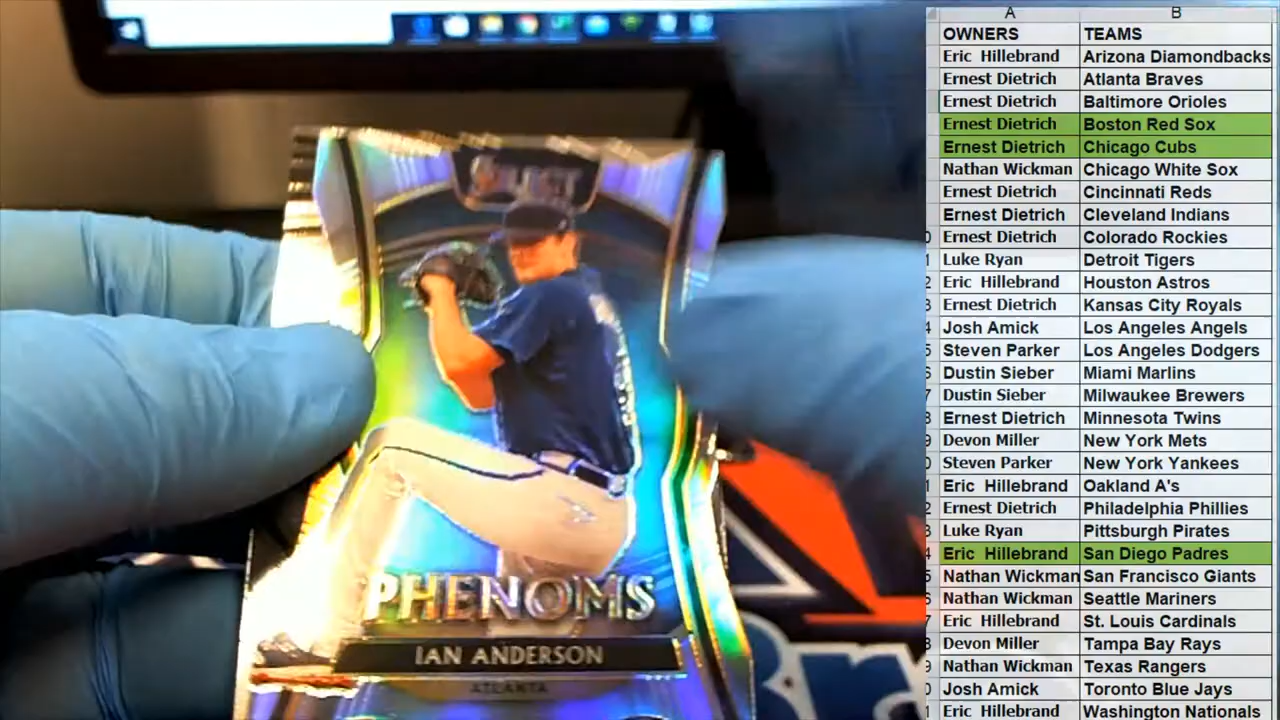 SELECT
PHENOMS
IAN ANDERSON
ATLANTA
A B
OWNERS TEAMS
Eric Hillebrand Arizona Diamondbacks
Ernest Dietrich Atlanta Braves
Ernest Dietrich Baltimore Orioles
Ernest Dietrich Boston Red Sox
Ernest Dietrich Chicago Cubs
Nathan Wickman Chicago White Sox
Ernest Dietrich Cincinnati Reds
Ernest Dietrich Cleveland Indians
Ernest Dietrich Colorado Rockies
Luke Ryan Detroit Tigers
Eric Hillebrand Houston Astros
Ernest Dietrich Kansas City Royals
Josh Amick Los Angeles Angels
Steven Parker Los Angeles Dodgers
Dustin Sieber Miami Marlins
Dustin Sieber Milwaukee Brewers
Ernest Dietrich Minnesota Twins
Devon Miller New York Mets
Steven Parker New York Yankees
Eric Hillebrand Oakland A's
Ernest Dietrich Philadelphia Phillies
Luke Ryan Pittsburgh Pirates
Eric Hillebrand San Diego Padres
Nathan Wickman San Francisco Giants
Nathan Wickman Seattle Mariners
Eric Hillebrand St. Louis Cardinals
Devon Miller Tampa Bay Rays
Nathan Wickman Texas Rangers
Josh Amick Toronto Blue Jays
Eric Hillebrand Washington Nationals